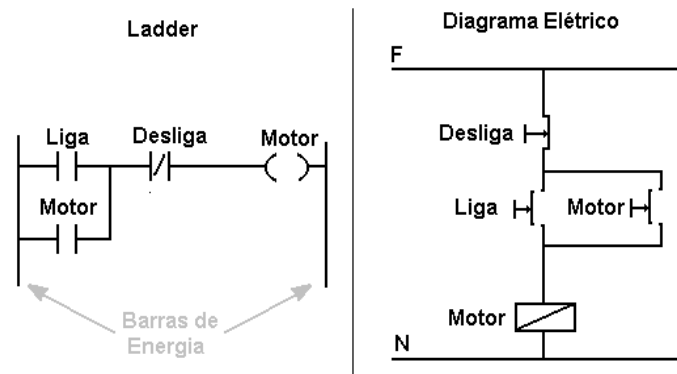 Ladder
Liga
Desliga
Motor
Motor
Barras de
Energia
Diagrama Elétrico
F
Desliga
Liga
Motor
Motor
N